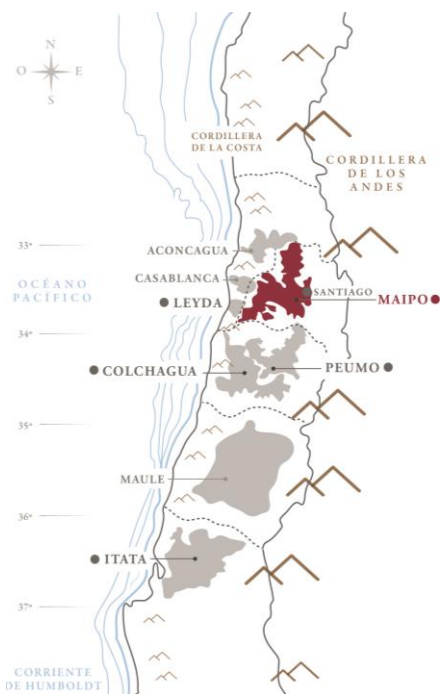 N
O
E
S
CORDILLERA
DE LA COSTA
CORDILLERA
DE LOS
ANDES
33°
ACONCAGUA
CASABLANCA
OCÉANO
PACÍFICO
SANTIAGO
LEYDA
MAIPO
34°
COLCHAGUA
PEUMO
35°
MAULE
36°
ITATA
37°
CORRIENTE
DE HUMBOLDT